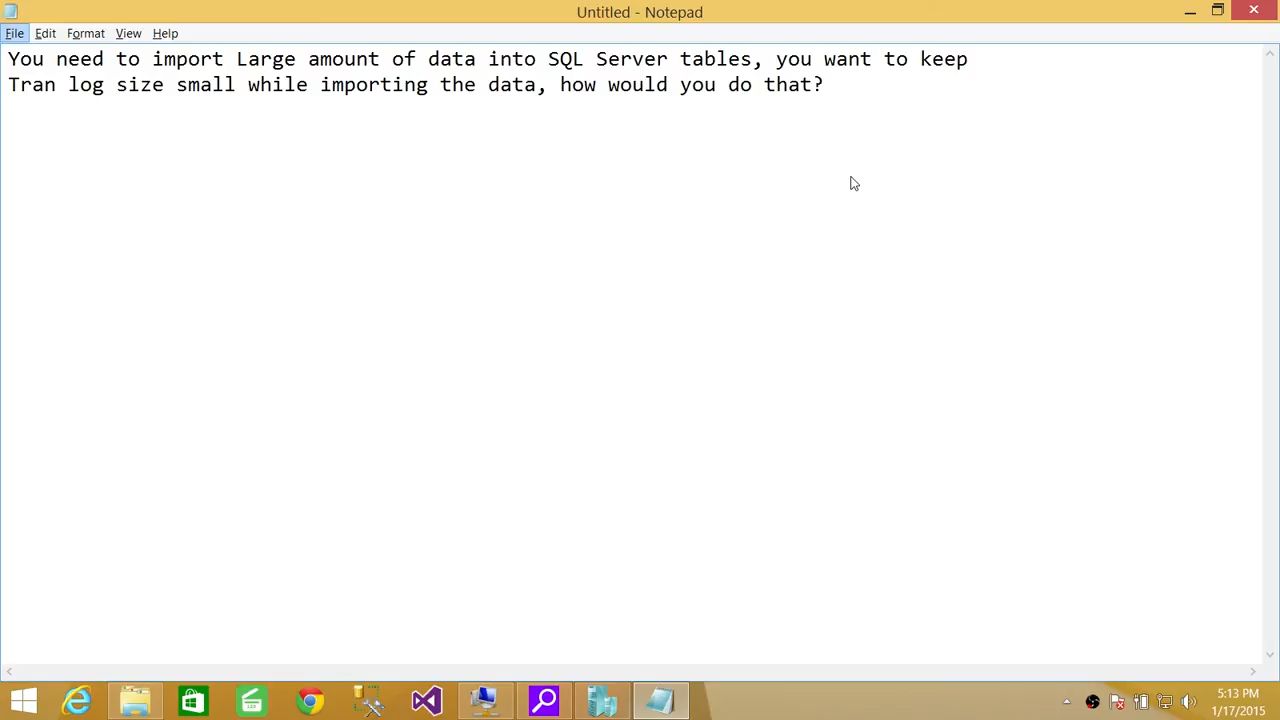 Untitled - Notepad
File Edit Format View Help
You need to import Large amount of data into SQL Server tables, you want to keep
Tran log size small while importing the data, how would you do that?
5:13 PM
1/17/2015